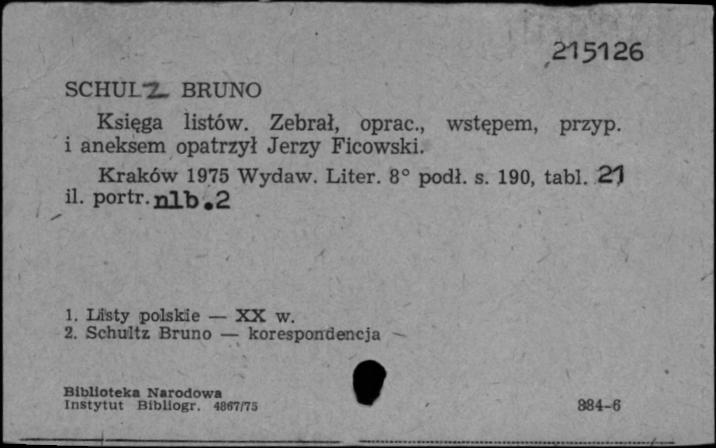 215126
SCHULZ BRUNO
Księga listów. Zebrał, oprac., wstępem, przyp.
i aneksem opatrzył Jerzy Ficowski.
Kraków 1975 Wydaw. Liter. 8° podł. s. 190, tabl. 21
il. portr. nlb.2
1. Listy polskie — XX w.
2. Schultz Bruno — korespondencja
Biblioteka Narodowa
Instytut Bibliogr. 4867/75
884-6